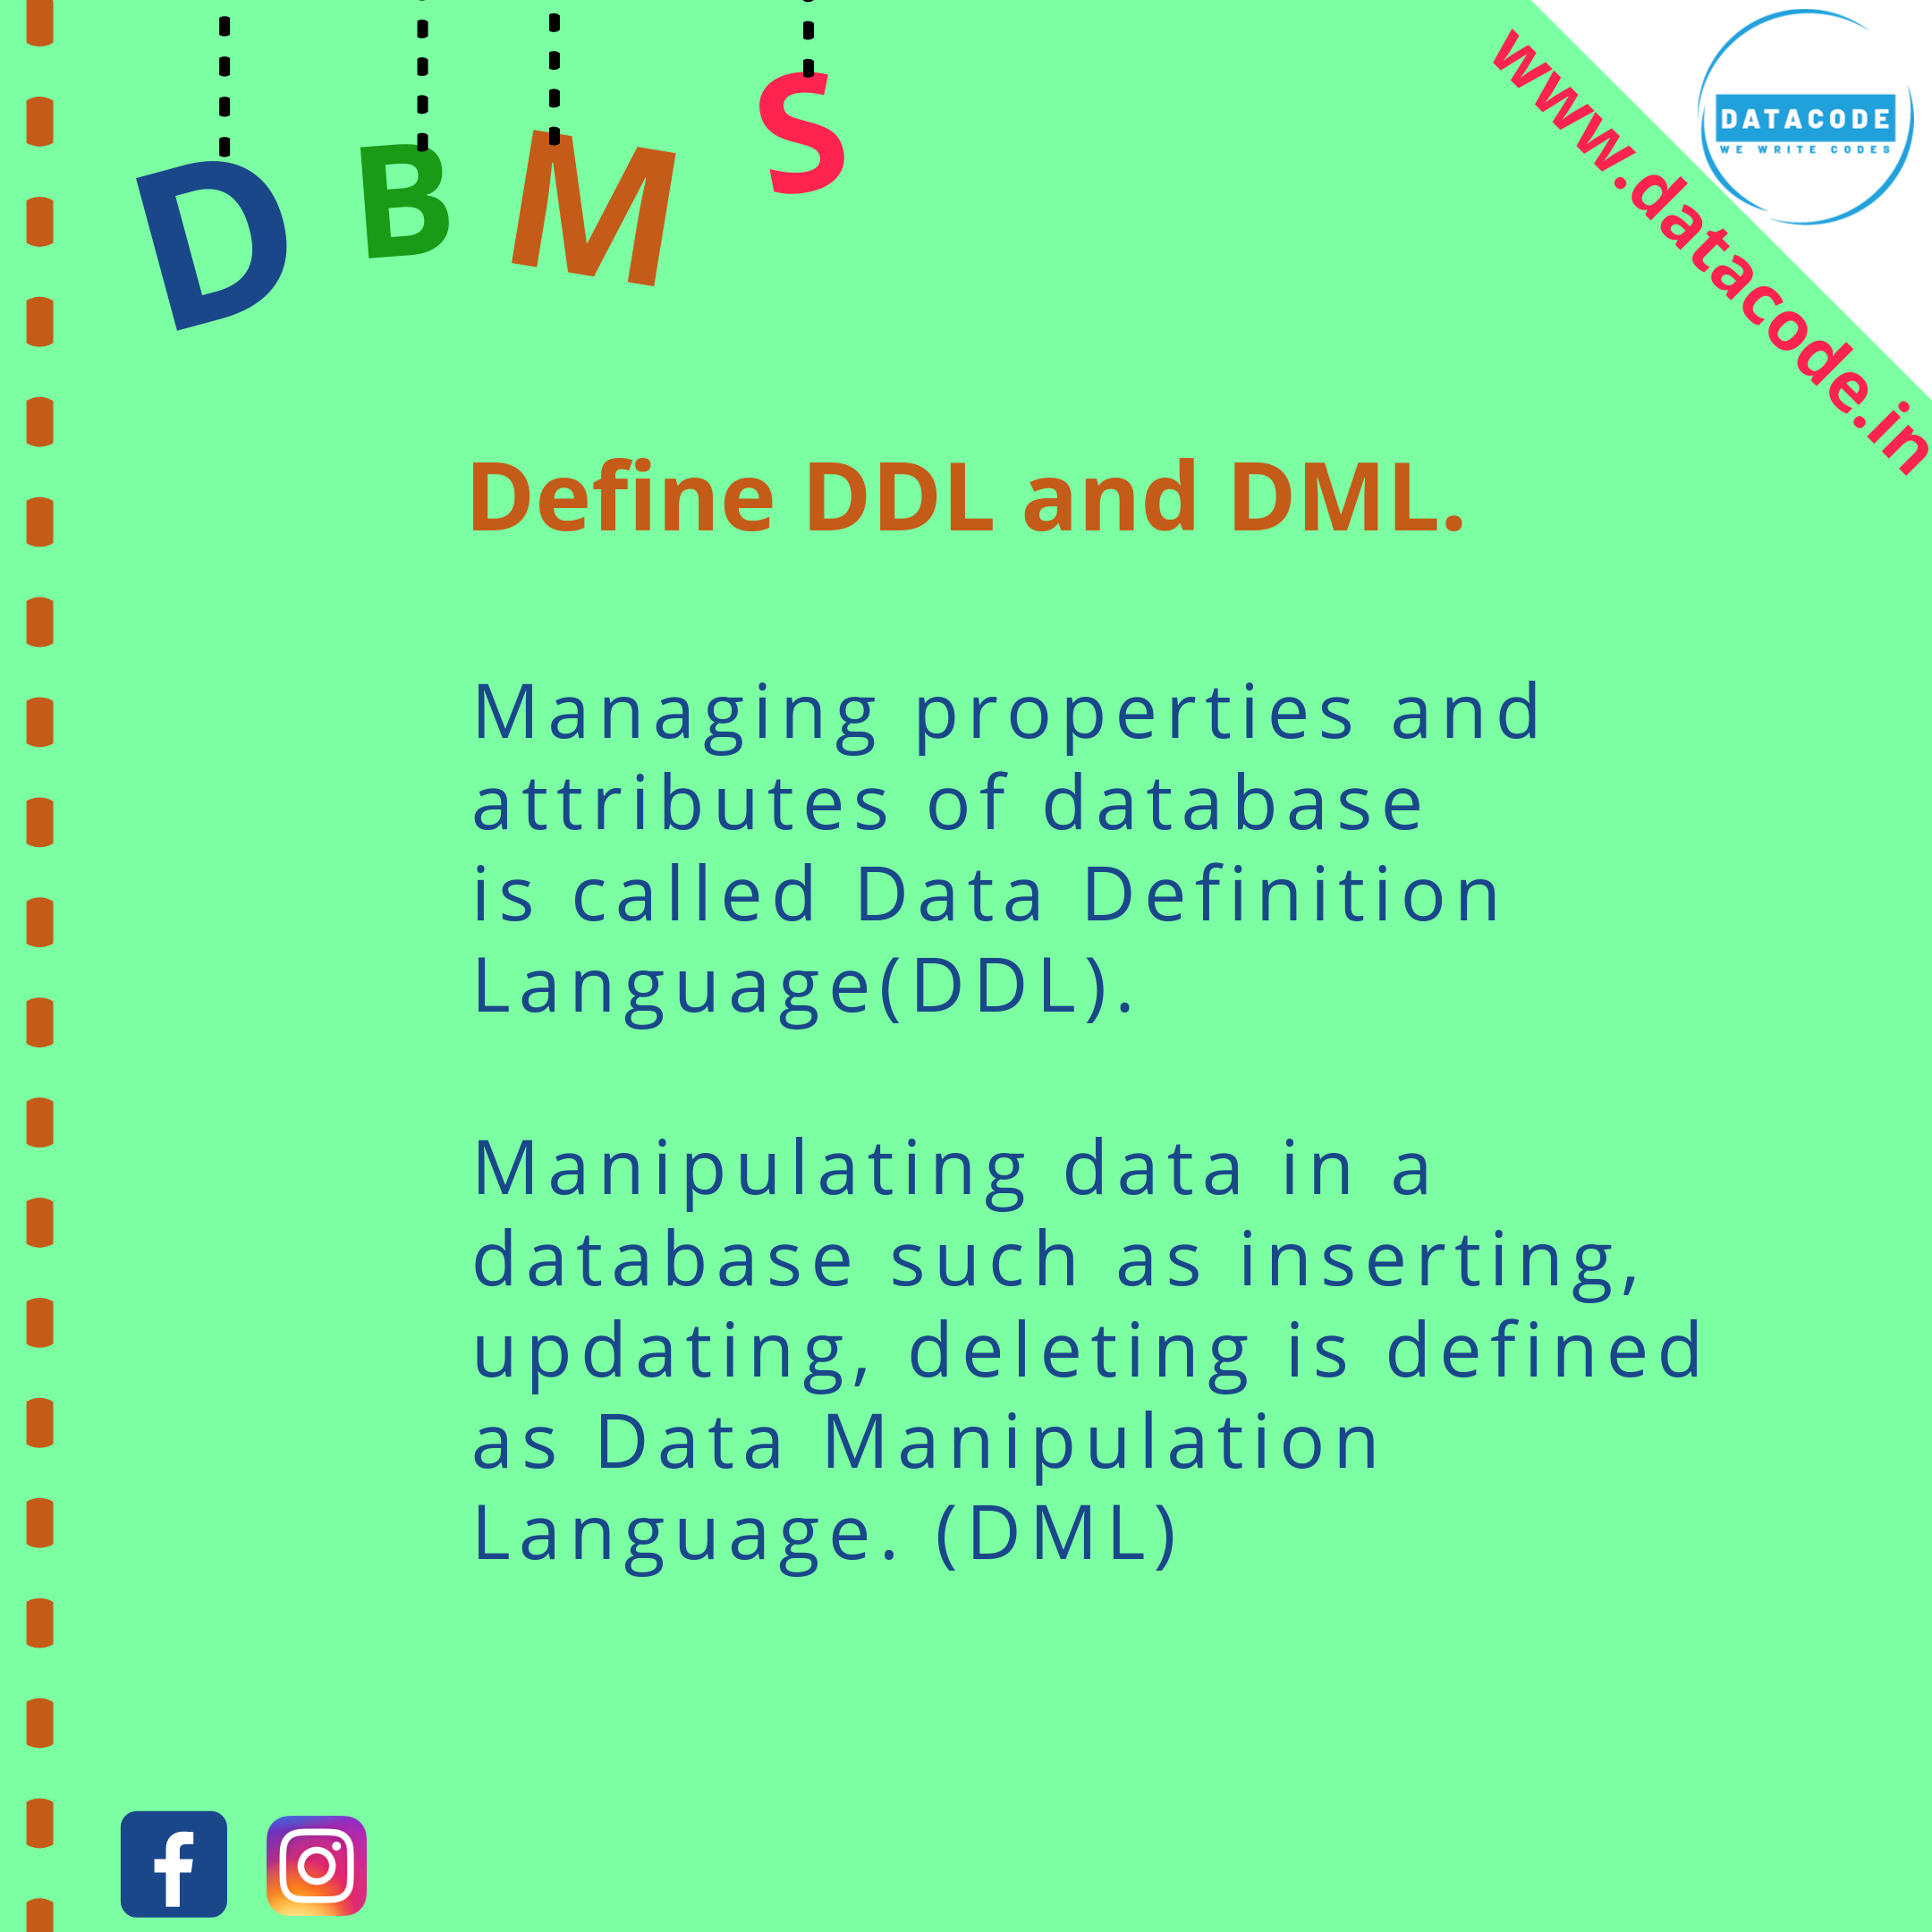 DBMS
www.datacode.in
DATACODE
WE WRITE CODES
Define DDL and DML.
Managing properties and
attributes of database
is called Data Definition
Language(DDL).
Manipulating data in a
database such as inserting,
updating, deleting is defined
as Data Manipulation
Language. (DML)